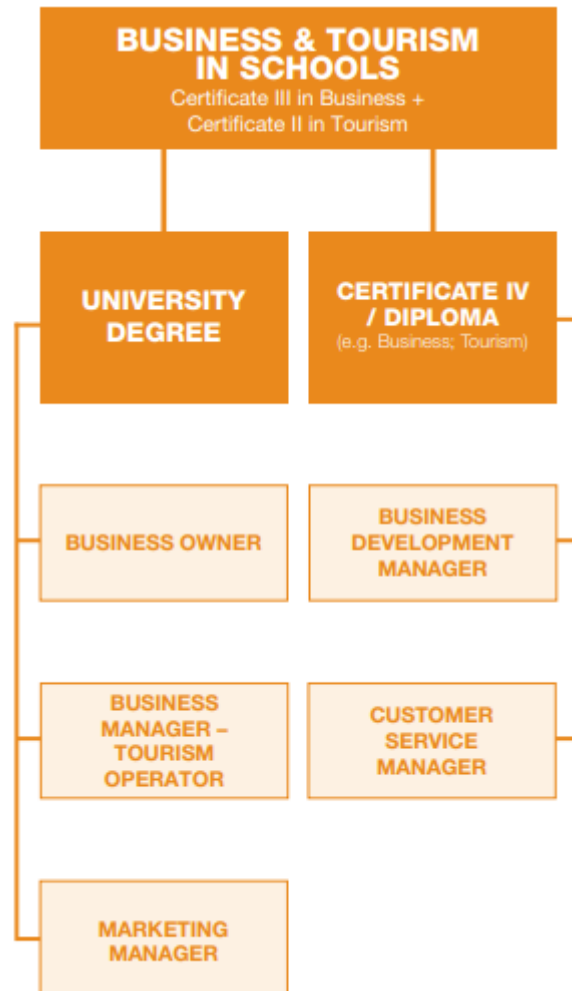 BUSINESS & TOURISM
IN SCHOOLS
Certificate III in Business +
Certificate II in Tourism
UNIVERSITY
DEGREE
CERTIFICATE IV
/ DIPLOMA
(e.g. Business; Tourism)
BUSINESS OWNER
BUSINESS
DEVELOPMENT
MANAGER
BUSINESS
MANAGER –
TOURISM
OPERATOR
CUSTOMER
SERVICE
MANAGER
MARKETING
MANAGER